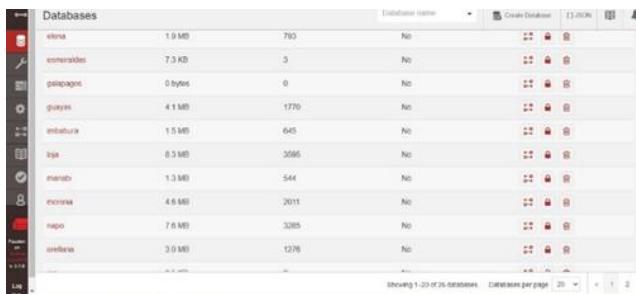 Databases
Database name
Create Database
{} JSON
elena 1.9 MB 793 No
esmeraldas 7.3 KB 3 No
galapagos 0 bytes 0 No
guayas 4.1 MB 1770 No
imbabura 1.5 MB 645 No
loja 8.3 MB 3595 No
manabi 1.3 MB 544 No
morona 4.6 MB 2011 No
napo 7.6 MB 3285 No
orellana 3.0 MB 1276 No
Showing 1-20 of 26 databases. Databases per page 20 « 1 2
Log